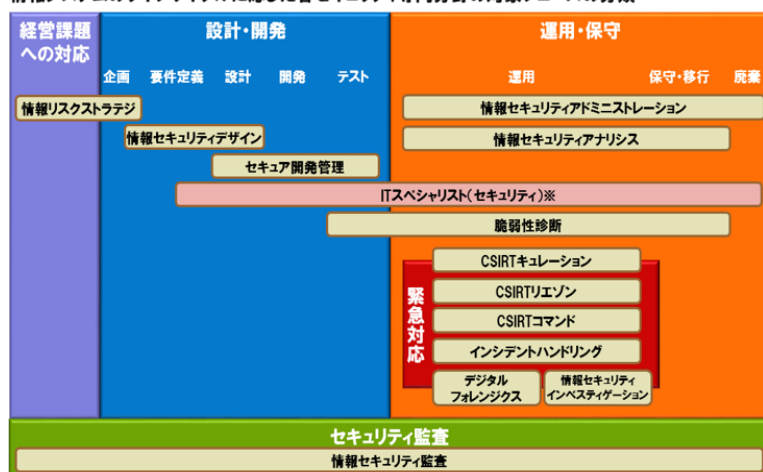 経営課題
への対応
設計・開発
運用・保守
企画
要件定義
設計
開発
テスト
運用
保守・移行
廃棄
情報リスクストラテジ
情報セキュリティアドミニストレーション
情報セキュリティデザイン
情報セキュリティアナリシス
セキュア開発管理
ITスペシャリスト(セキュリティ)※
脆弱性診断
緊急対応
CSIRTキュレーション
CSIRTリエゾン
CSIRTコマンド
インシデントハンドリング
デジタル
フォレンジクス
情報セキュリティ
インベスティゲーション
セキュリティ監査
情報セキュリティ監査